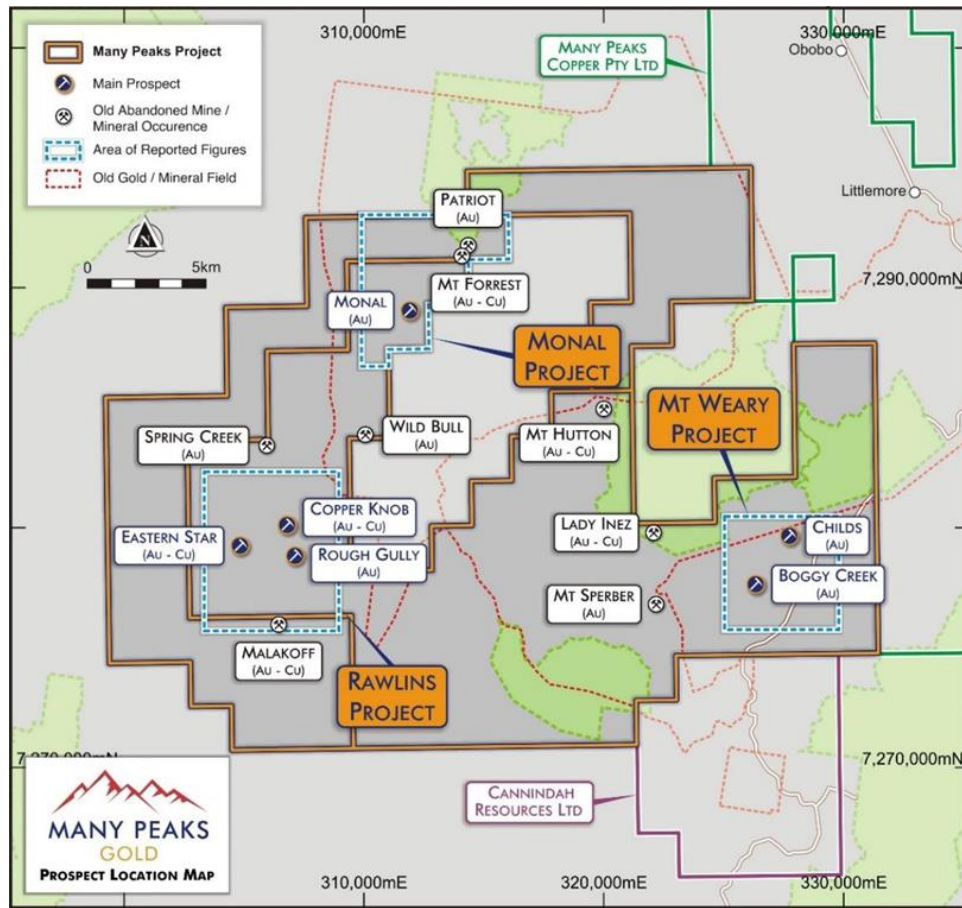 310,000mE
330,000mE
Many Peaks Project
Main Prospect
Old Abandoned Mine /
Mineral Occurence
Area of Reported Figures
Old Gold / Mineral Field
MANY PEAKS
COPPER PTY LTD
Obobo
Littlemore
N
0
5km
PATRIOT
(Au)
MT FORREST
(Au - Cu)
MONAL
(Au)
7,290,000mN
MONAL
PROJECT
MT WEARY
PROJECT
SPRING CREEK
(Au)
WILD BULL
(Au)
MT HUTTON
(Au - Cu)
EASTERN STAR
(Au - Cu)
COPPER KNOB
(Au - Cu)
ROUGH GULLY
(Au)
LADY INEZ
(Au - Cu)
CHILDS
(Au)
BOGGY CREEK
(Au)
MT SPERBER
(Au)
MALAKOFF
(Au - Cu)
RAWLINS
PROJECT
7,270,000mN
7,270,000mN
CANNINDAH
RESOURCES LTD
MANY PEAKS
GOLD
PROSPECT LOCATION MAP
310,000mE
320,000mE
330,000mE